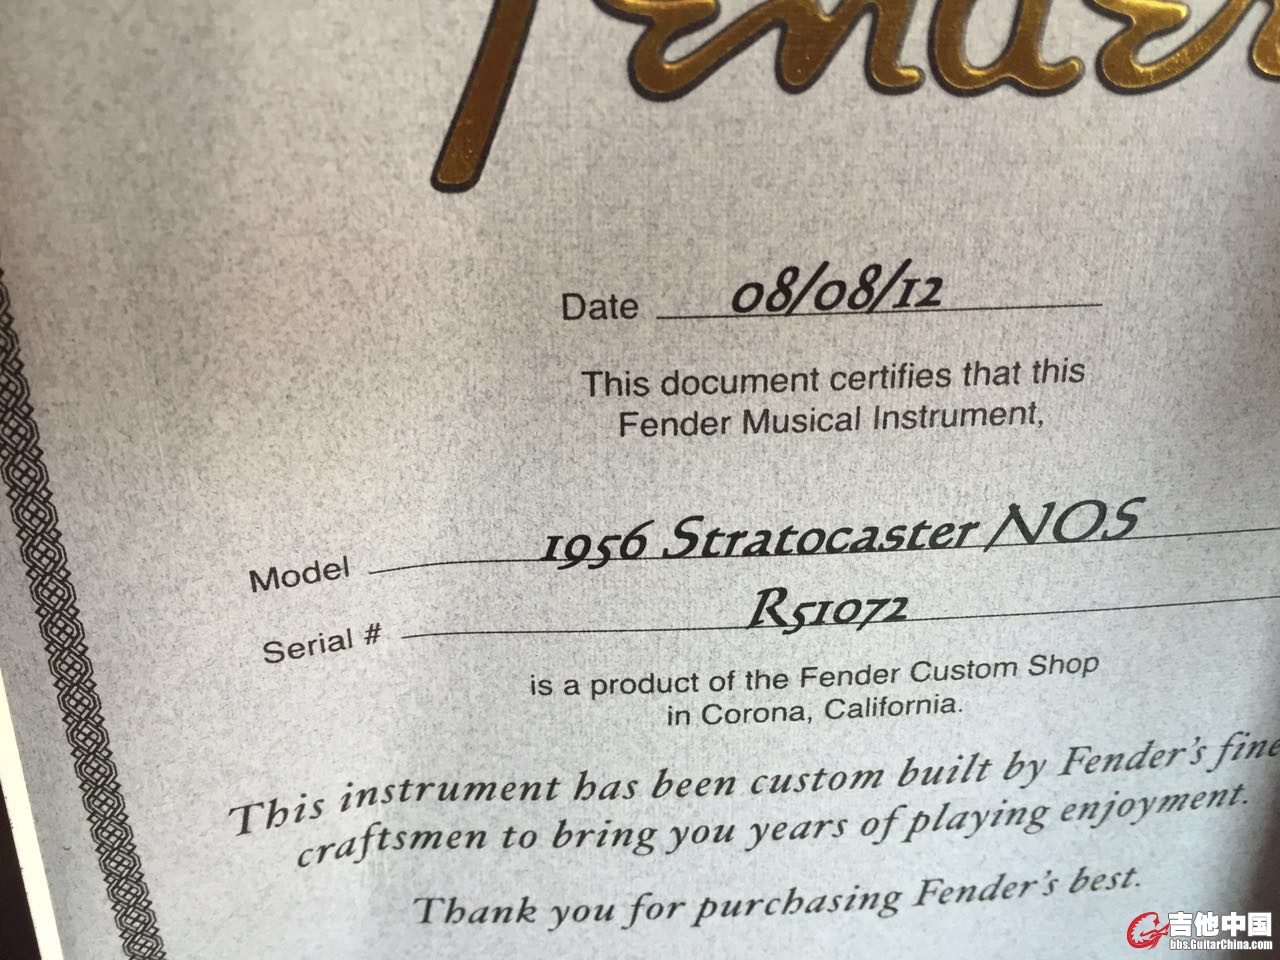 Fender
Date 08/08/12
This document certifies that this
Fender Musical Instrument,
Model 1956 Stratocaster NOS
Serial # R51072
is a product of the Fender Custom Shop
in Corona, California.
This instrument has been custom built by Fender's fine
craftsmen to bring you years of playing enjoyment.
Thank you for purchasing Fender's best.
吉他中国
bbs.GuitarChina.com